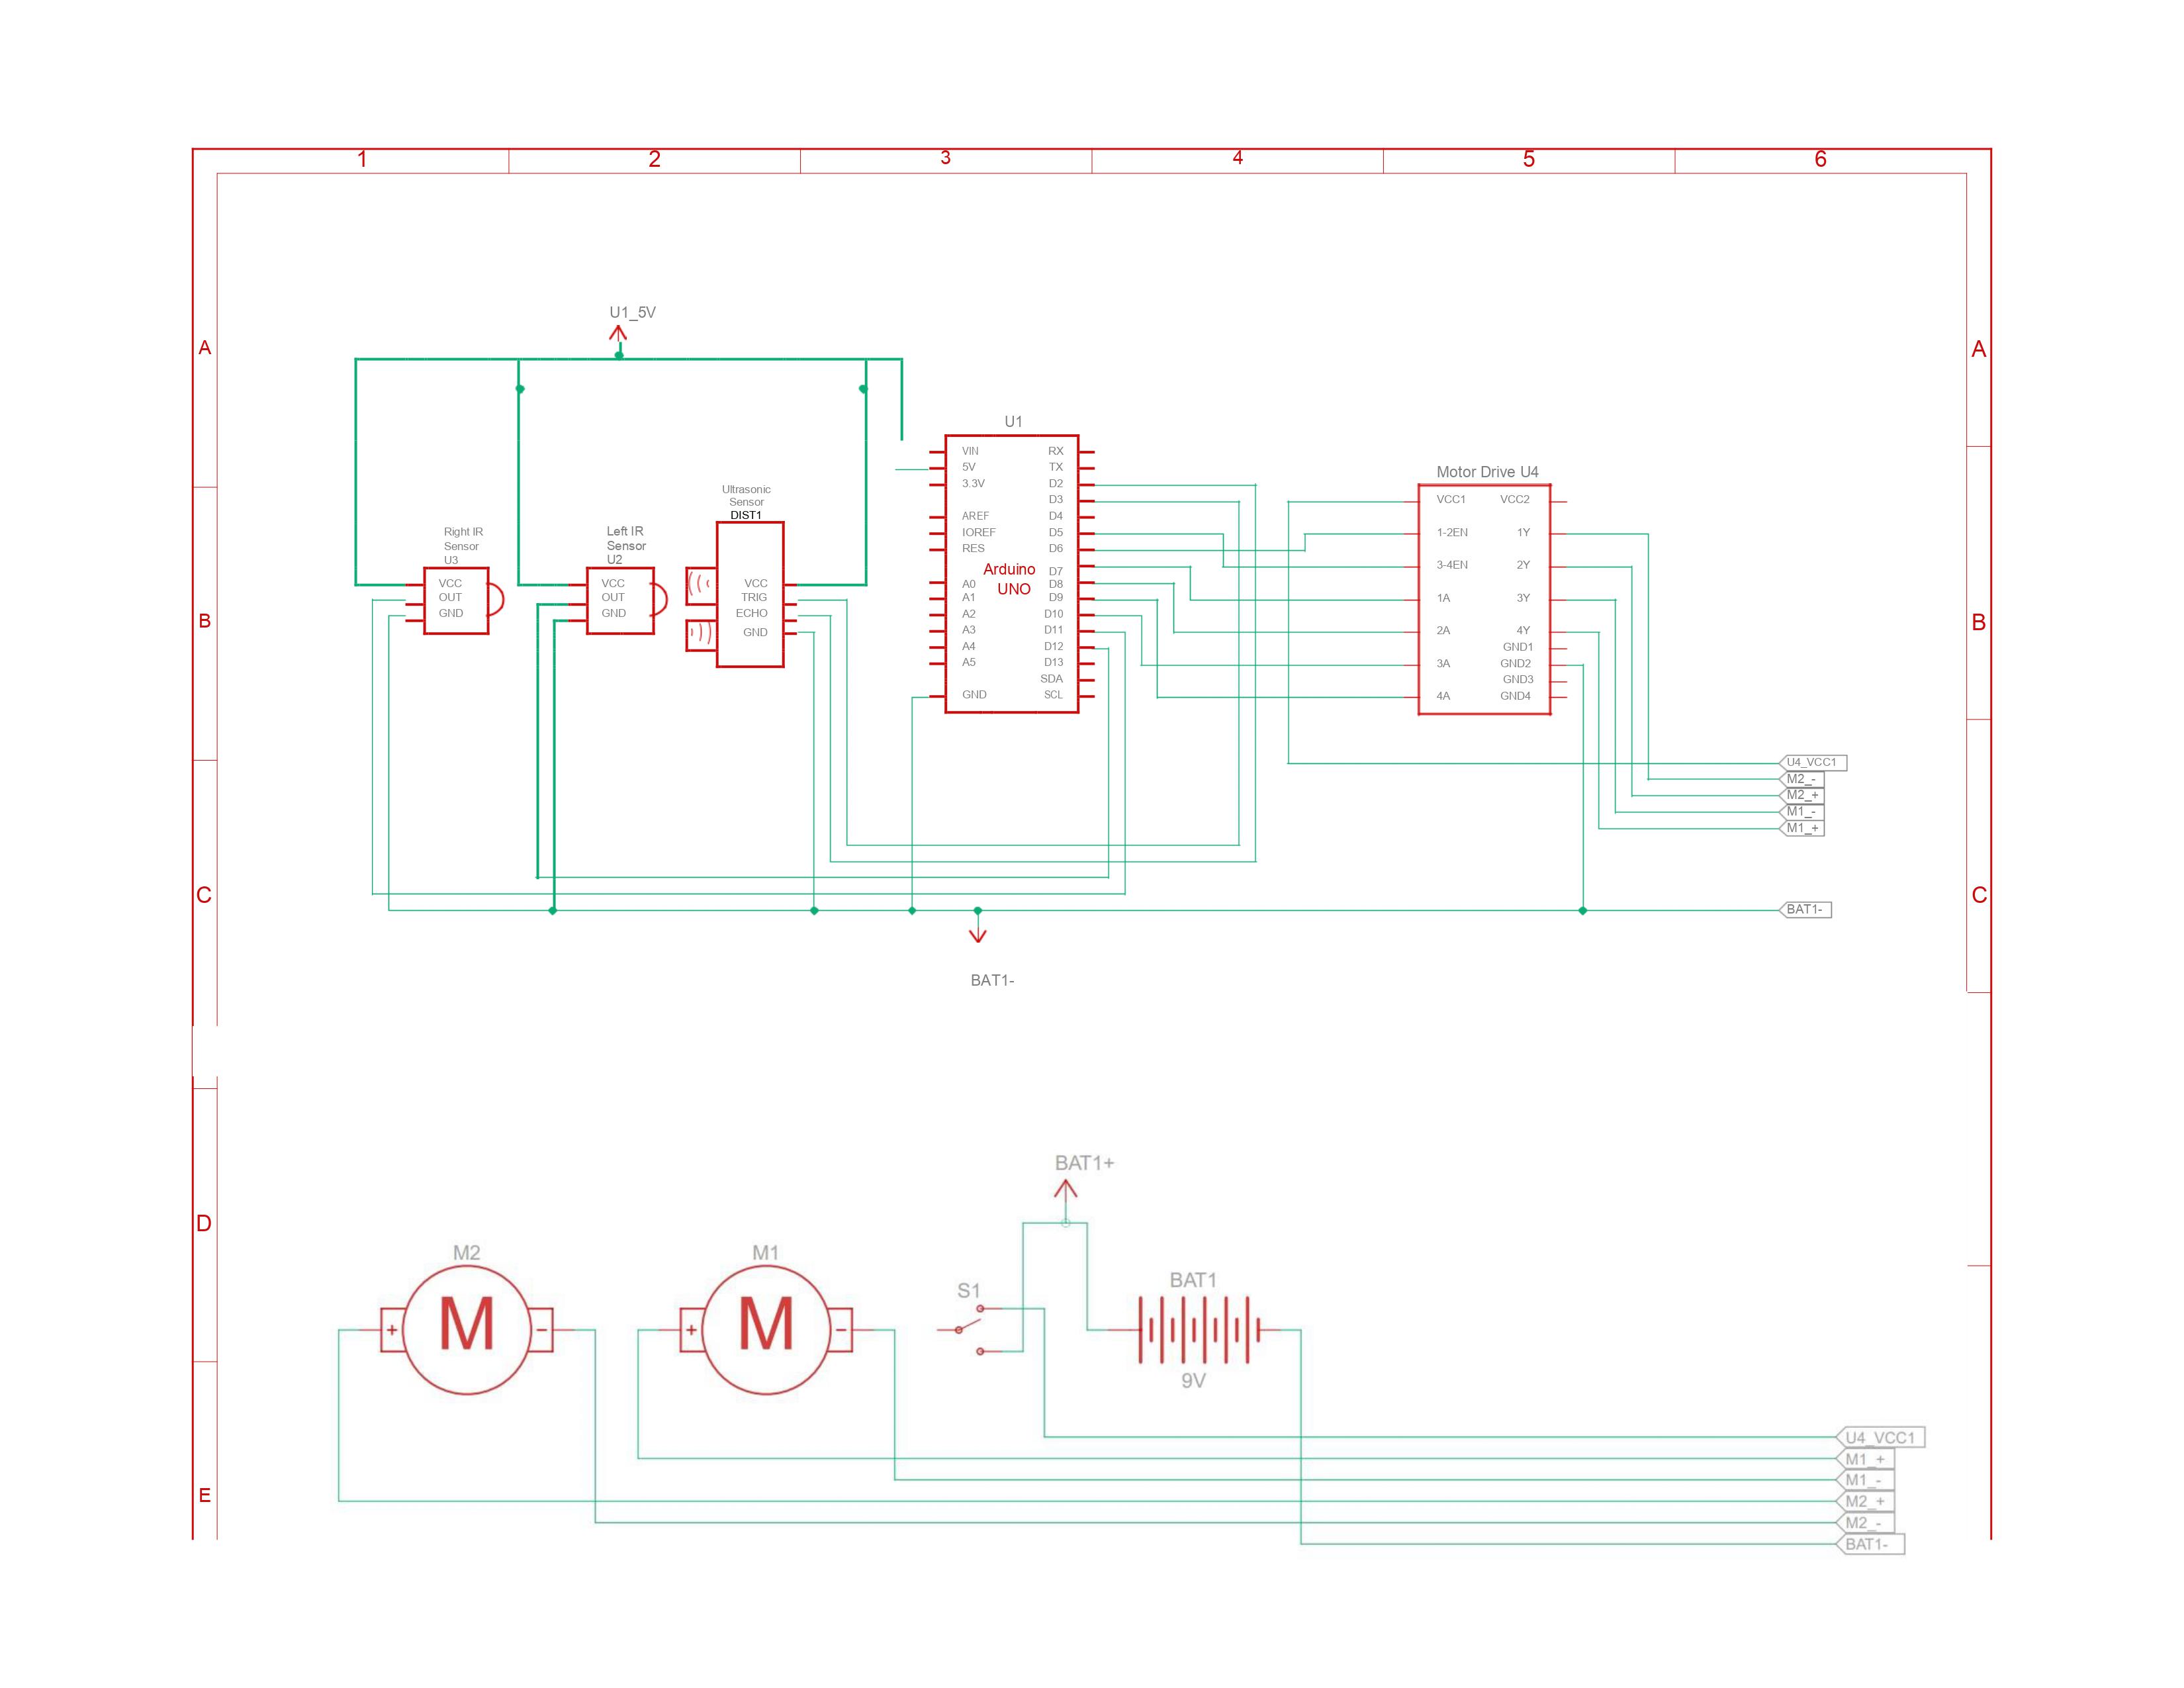 1 2 3 4 5 6
A
A
B
B
C
C
D
E
U1_5V
Right IR
Sensor
U3
VCC
OUT
GND
Left IR
Sensor
U2
VCC
OUT
GND
Ultrasonic
Sensor
DIST1
VCC
TRIG
ECHO
GND
U1
VIN
5V
3.3V
AREF
IOREF
RES
Arduino
UNO
A0
A1
A2
A3
A4
A5
GND
RX
TX
D2
D3
D4
D5
D6
D7
D8
D9
D10
D11
D12
D13
SDA
SCL
Motor Drive U4
VCC1
1-2EN
3-4EN
1A
2A
3A
4A
VCC2
1Y
2Y
3Y
4Y
GND1
GND2
GND3
GND4
U4_VCC1
M2_-
M2_+
M1_-
M1_+
BAT1-
BAT1-
BAT1+
M2
+ M -
M1
+ M -
S1
BAT1
9V
U4_VCC1
M1_+
M1_-
M2_+
M2_-
BAT1-